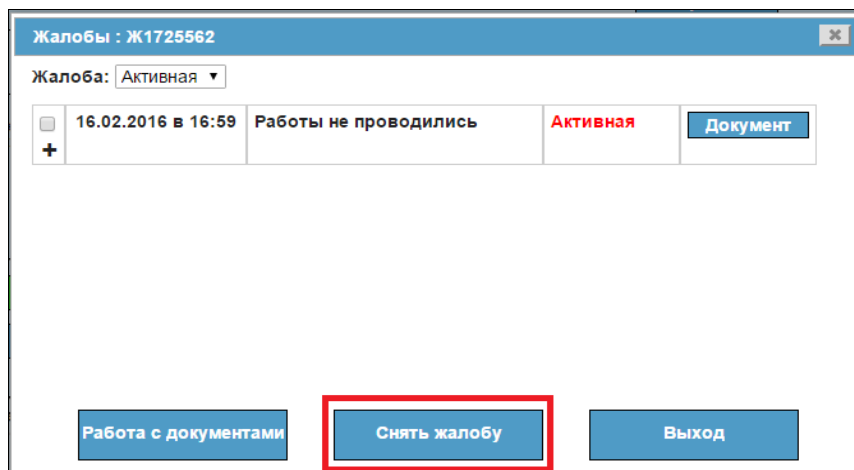 Жалобы : Ж1725562
Жалоба: Активная
16.02.2016 в 16:59 Работы не проводились Активная Документ
Работа с документами Снять жалобу Выход